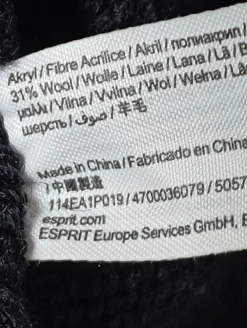 Akryl / Fibre Acrilice / Akril / полиакрил /
31% Wool / Wolle / Laine / Lana / Lã /
μαλλί / Vilna / Vvilna / Wol / Wełna / Lâ
шерсть / صوف / 羊毛
Made in China / Fabricado en China
/ 中國製造
114EA1P019 / 4700036079 / 5057
esprit.com
ESPRIT Europe Services GmbH, E